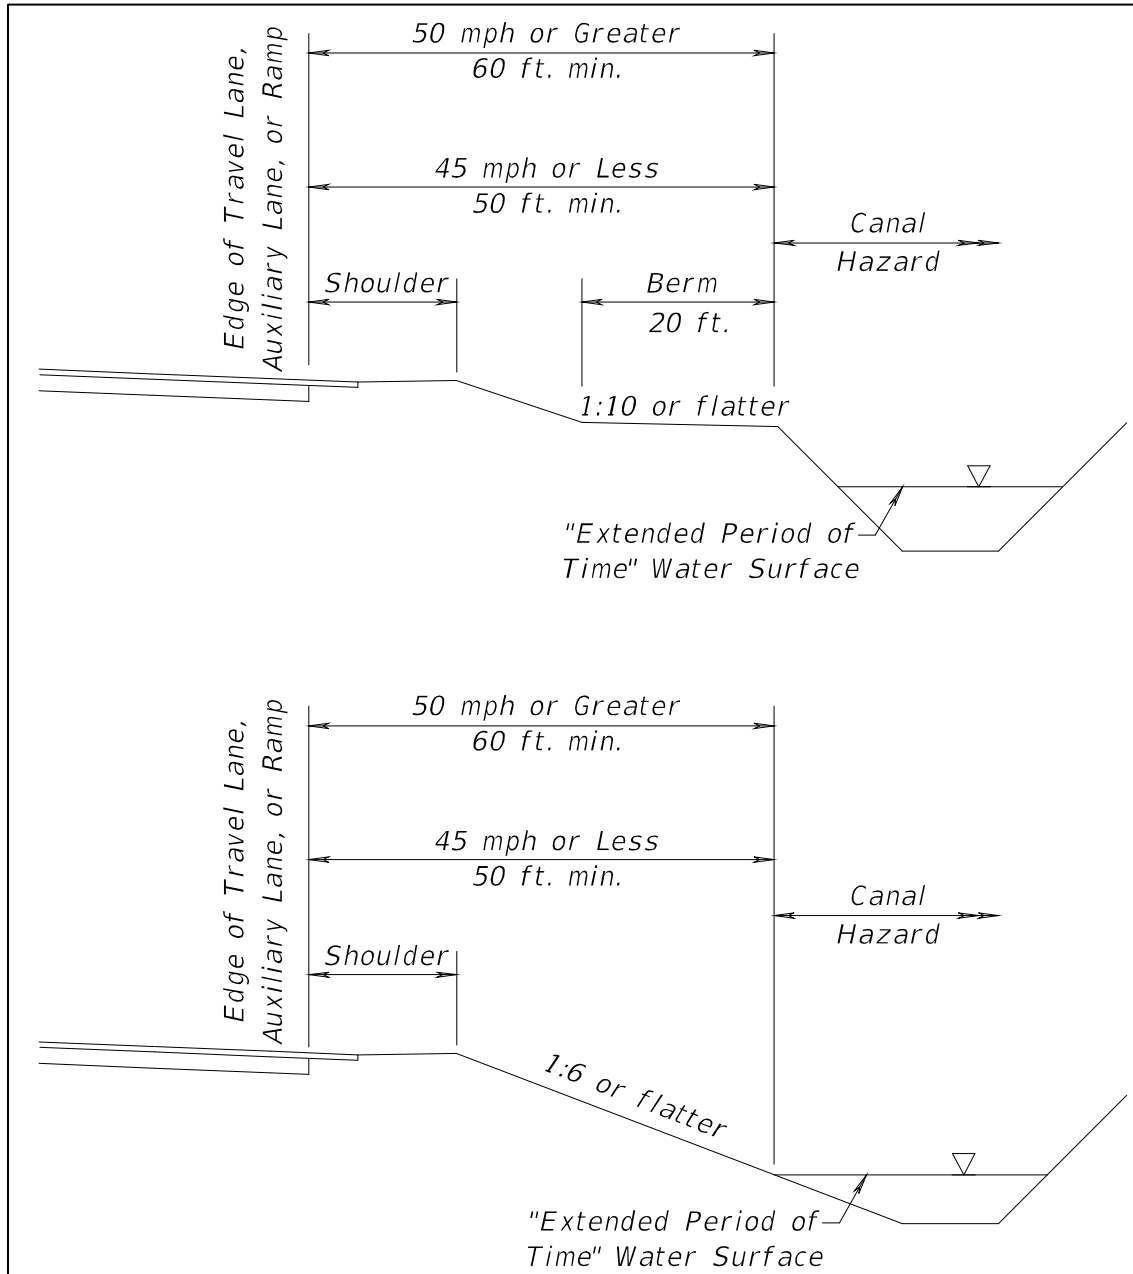 50 mph or Greater
60 ft. min.
Edge of Travel Lane,
Auxiliary Lane, or Ramp
45 mph or Less
50 ft. min.
Canal
Hazard
Shoulder
Berm
20 ft.
1:10 or flatter
"Extended Period of
Time" Water Surface
50 mph or Greater
60 ft. min.
Edge of Travel Lane,
Auxiliary Lane, or Ramp
45 mph or Less
50 ft. min.
Canal
Hazard
Shoulder
1:6 or flatter
"Extended Period of
Time" Water Surface